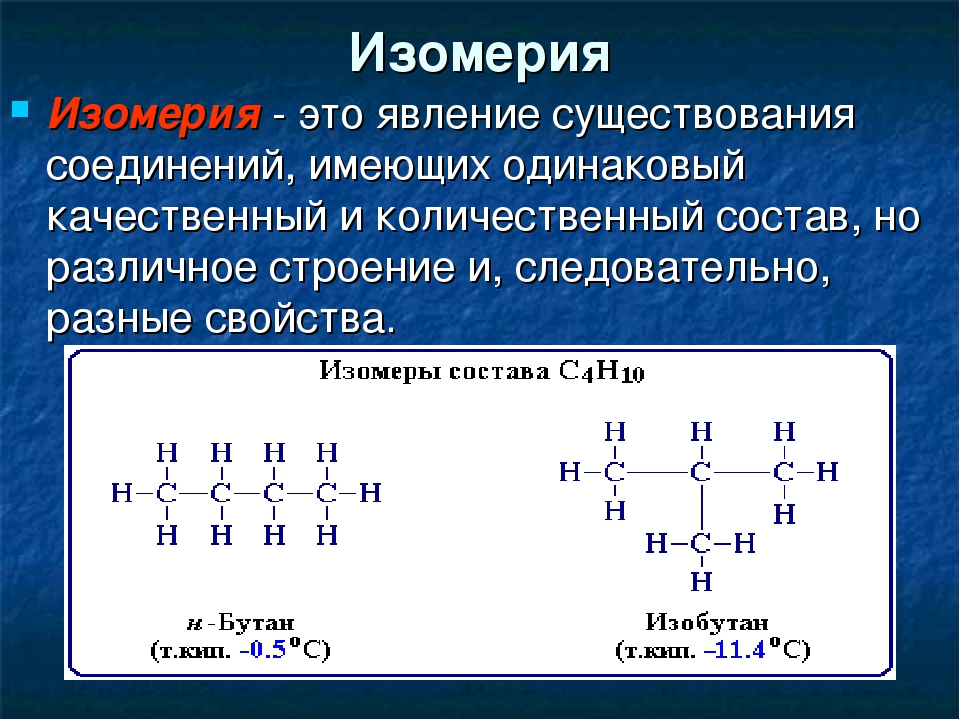 Изомерия
Изомерия - это явление существования
соединений, имеющих одинаковый
качественный и количественный состав, но
различное строение и, следовательно,
разные свойства.
Изомеры состава C4H10
H H H H
H–C–C–C–C–H
H H H H
н-Бутан
(т.кип. -0.5°C)
H H H
H–C–C–C–H
H H
H–C–H
H
Изобутан
(т.кип. –11.4°C)